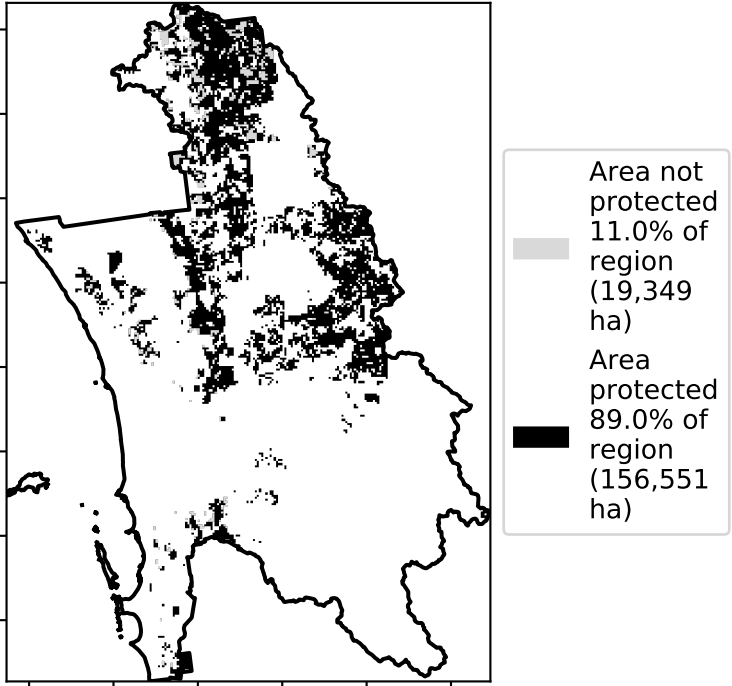 Area not
protected
11.0% of
region
(19,349
ha)
Area
protected
89.0% of
region
(156,551
ha)